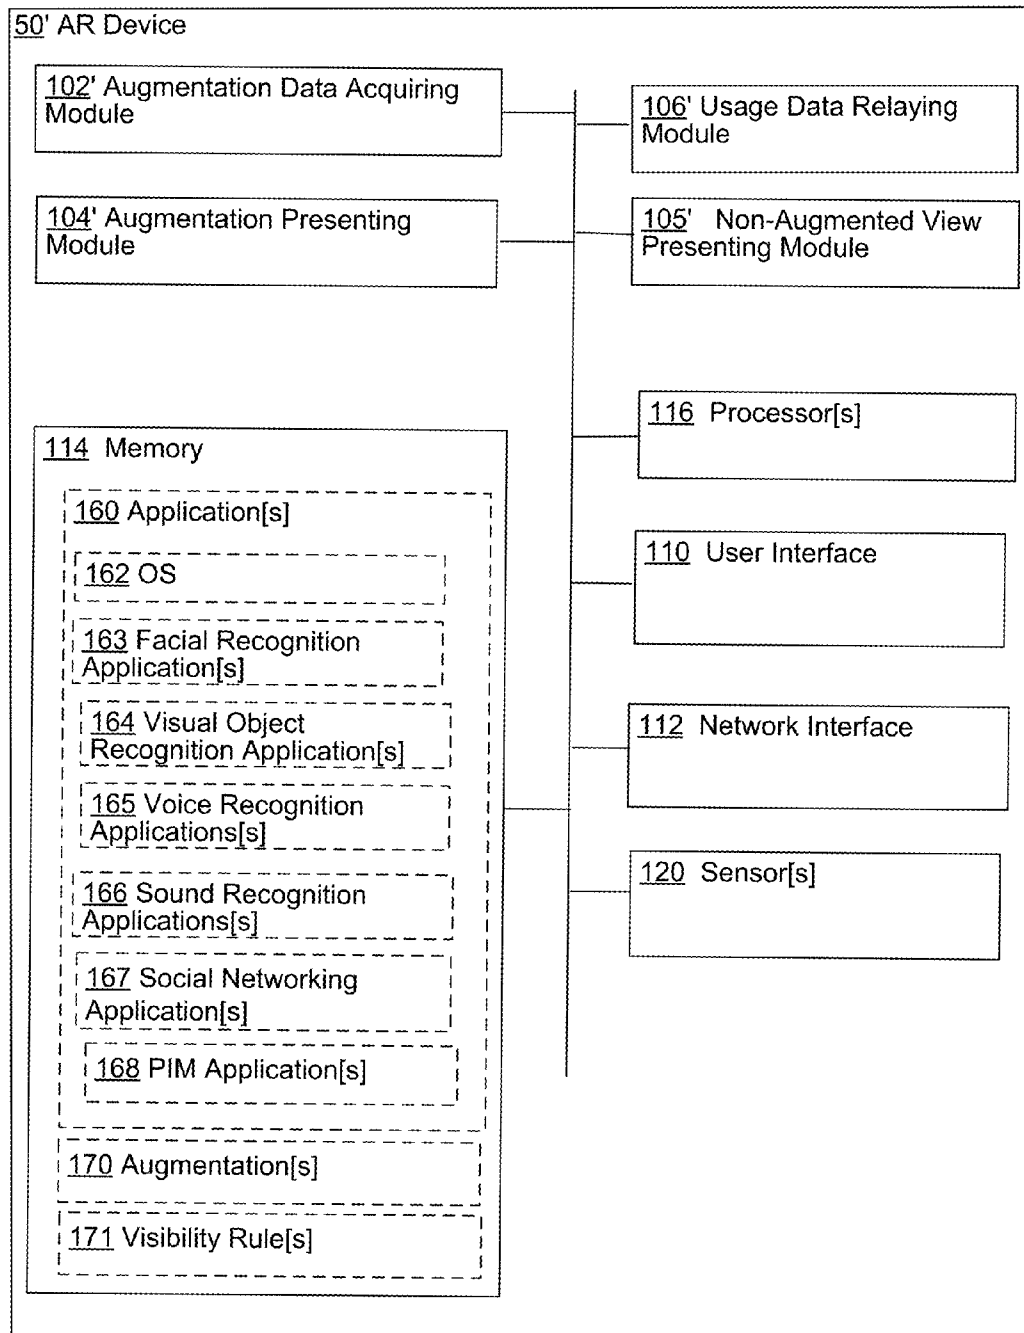 50' AR Device
102' Augmentation Data Acquiring
Module
106' Usage Data Relaying
Module
104' Augmentation Presenting
Module
105' Non-Augmented View
Presenting Module
116 Processor[s]
114 Memory
160 Application[s]
162 OS
163 Facial Recognition
Application[s]
164 Visual Object
Recognition Application[s]
165 Voice Recognition
Applications[s]
166 Sound Recognition
Applications[s]
167 Social Networking
Application[s]
168 PIM Application[s]
170 Augmentation[s]
171 Visibility Rule[s]
110 User Interface
112 Network Interface
120 Sensor[s]